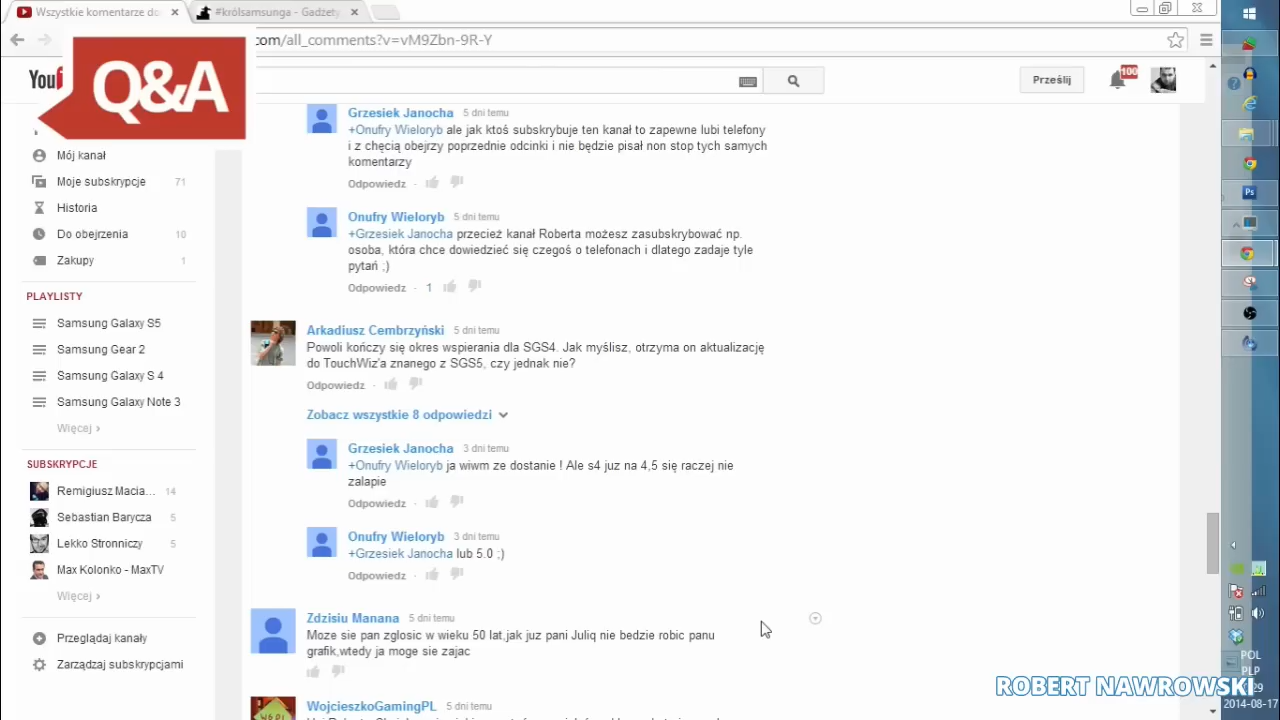 Wszystkie komentarze do
#królsamsunga - Gadżety
com/all_comments?v=vM9Zbn-9R-Y
You
Q&A
Prześlij
100
Mój kanał
Moje subskrypcje 71
Historia
Do obejrzenia 10
Zakupy 1
PLAYLISTY
Samsung Galaxy S5
Samsung Gear 2
Samsung Galaxy S 4
Samsung Galaxy Note 3
Więcej ›
SUBSKRYPCJE
Remigiusz Macia... 14
Sebastian Barycza 5
Lekko Stronniczy 5
Max Kolonko - MaxTV
Więcej ›
Przeglądaj kanały
Zarządzaj subskrypcjami
Grzesiek Janocha 5 dni temu
+Onufry Wieloryb ale jak ktoś subskrybuje ten kanał to zapewne lubi telefony
i z chęcią obejrzy poprzednie odcinki i nie będzie pisał non stop tych samych
komentarzy
Odpowiedz ·
Onufry Wieloryb 5 dni temu
+Grzesiek Janocha przecież kanał Roberta możesz zasubskrybować np.
osoba, która chce dowiedzieć się czegoś o telefonach i dlatego zadaje tyle
pytań ;)
Odpowiedz · 1
Arkadiusz Cembrzyński 5 dni temu
Powoli kończy się okres wspierania dla SGS4. Jak myślisz, otrzyma on aktualizację
do TouchWiz'a znanego z SGS5, czy jednak nie?
Odpowiedz ·
Zobacz wszystkie 8 odpowiedzi
Grzesiek Janocha 3 dni temu
+Onufry Wieloryb ja wiwm ze dostanie ! Ale s4 juz na 4,5 się raczej nie
zalapie
Odpowiedz ·
Onufry Wieloryb 3 dni temu
+Grzesiek Janocha lub 5.0 ;)
Odpowiedz ·
Zdzisiu Manana 5 dni temu
Moze sie pan zglosic w wieku 50 lat,jak juz pani Juliq nie bedzie robic panu
grafik,wtedy ja moge sie zajac
WojcieszkoGamingPL 5 dni temu
POL
PLP
29
2014-08-17
ROBERT NAWROWSKI